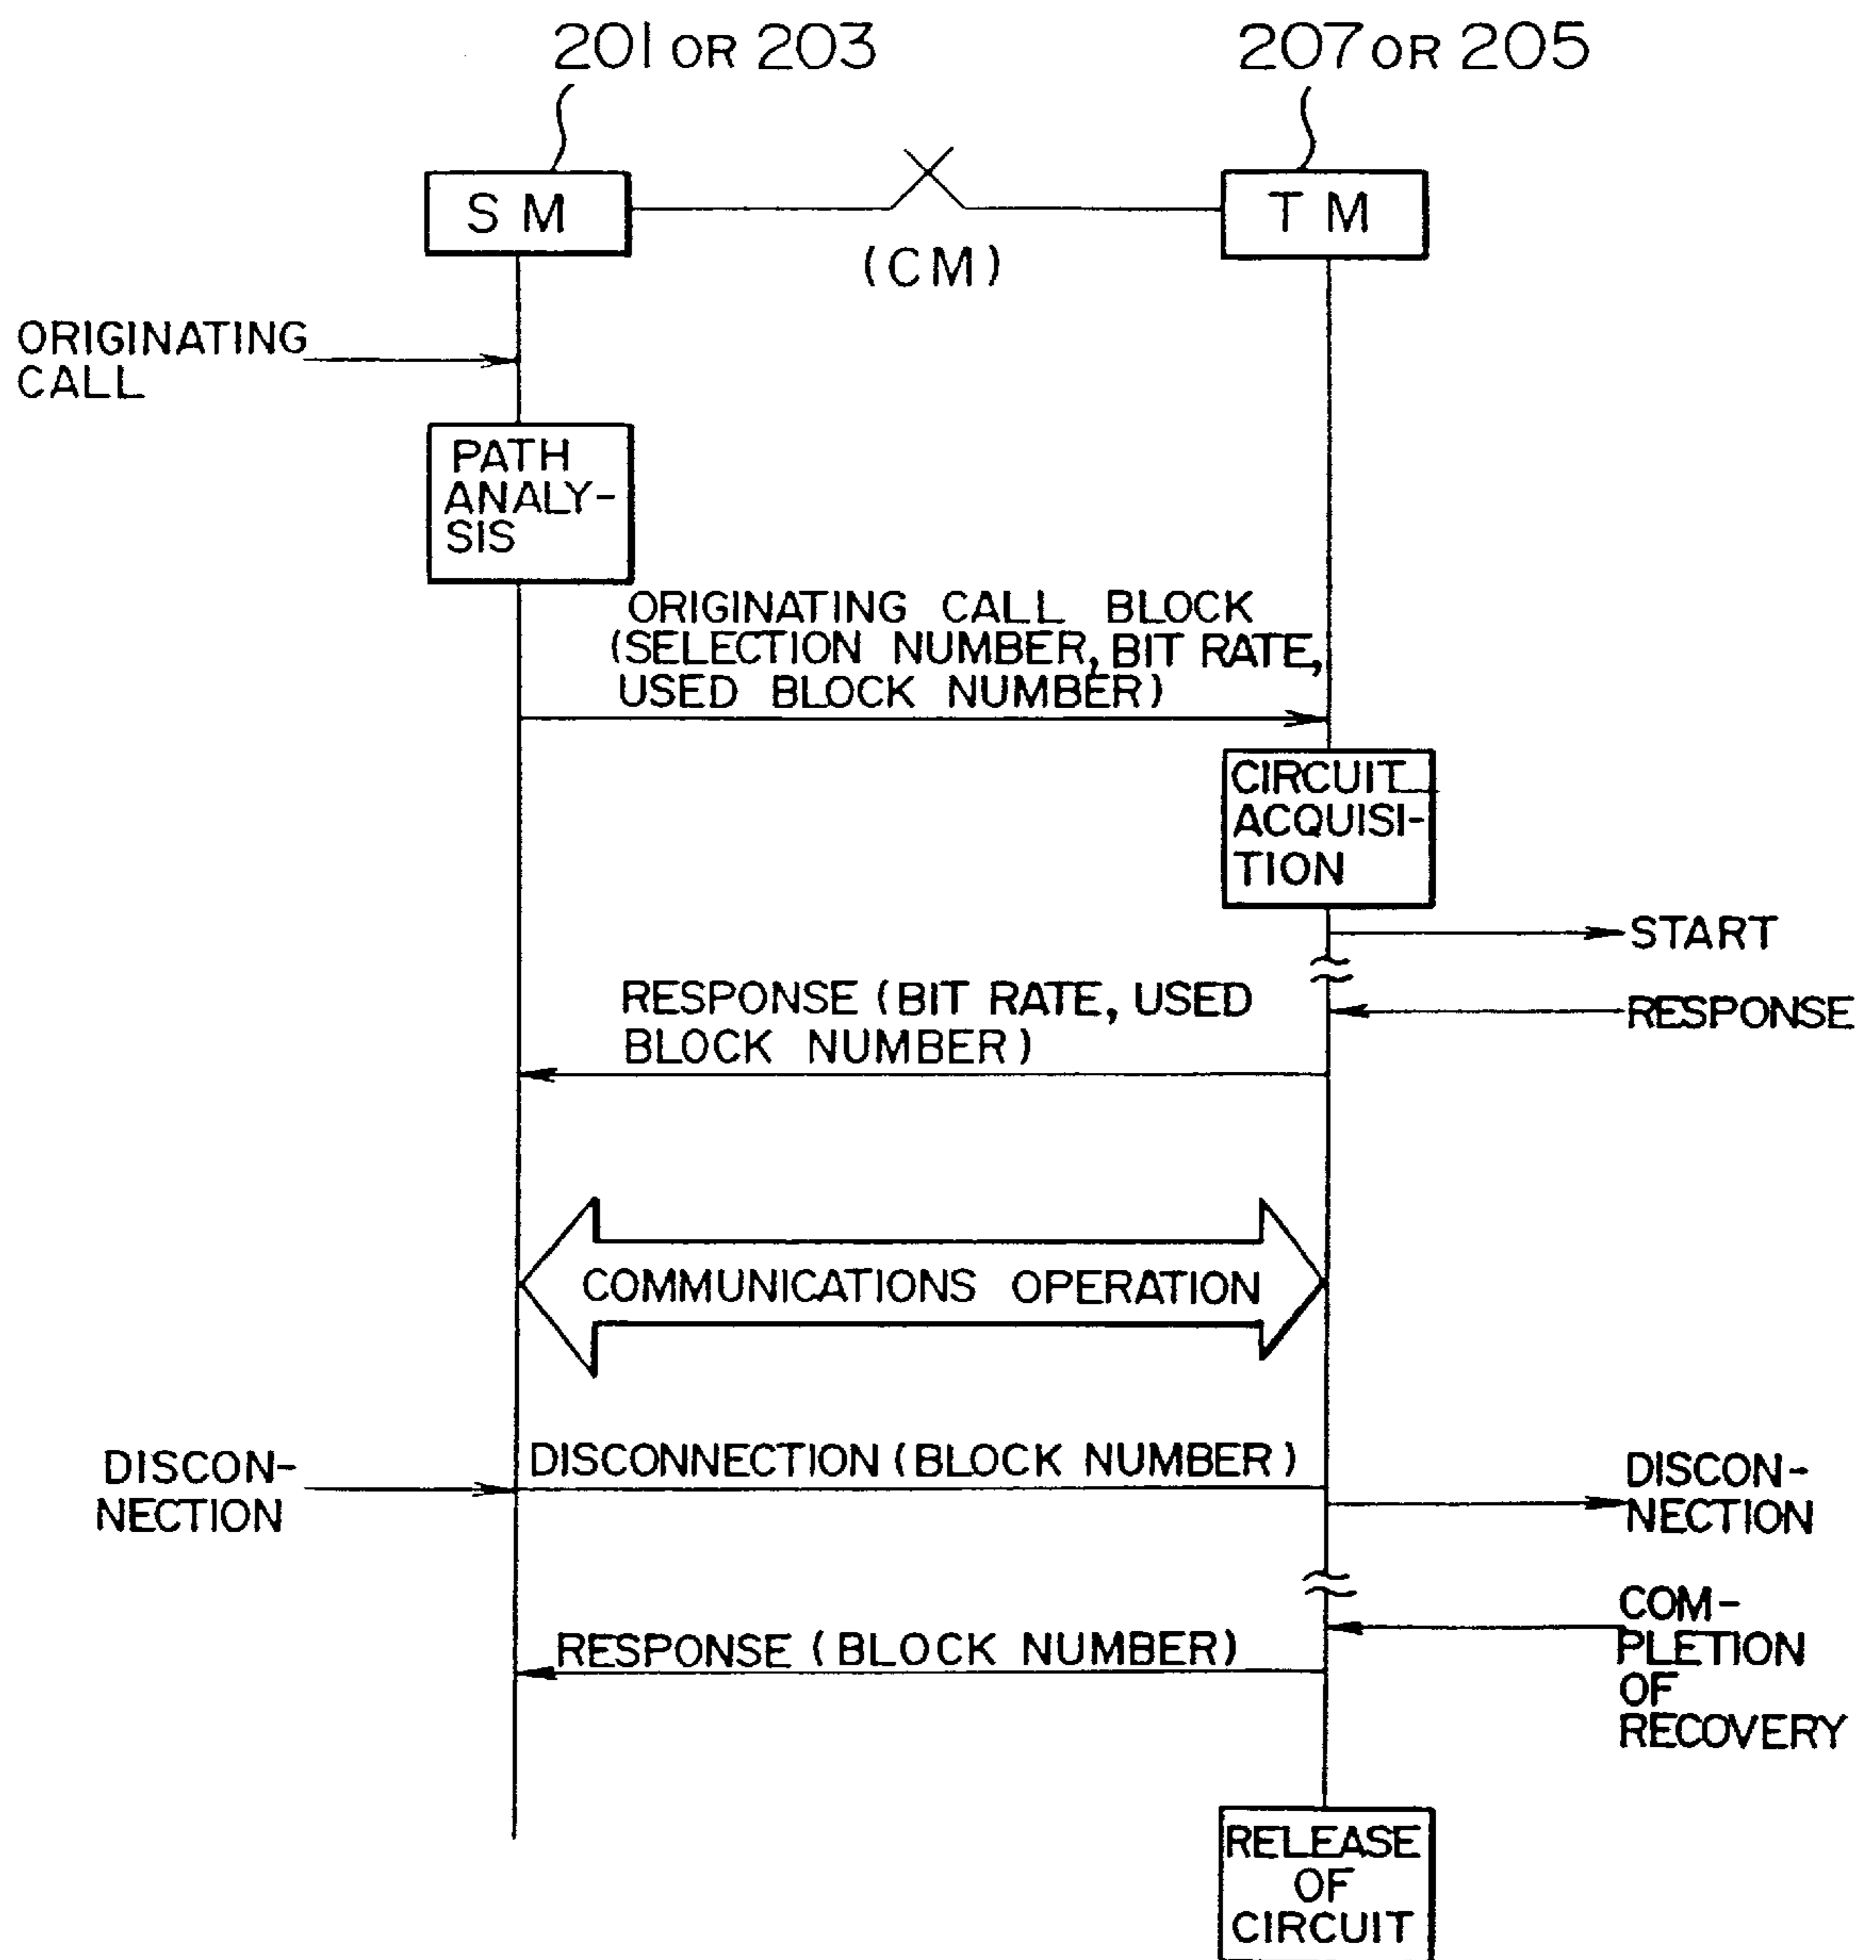 201 OR 203
207 OR 205
SM
TM
(CM)
ORIGINATING
CALL
PATH
ANALY-
SIS
ORIGINATING CALL BLOCK
(SELECTION NUMBER, BIT RATE,
USED BLOCK NUMBER)
CIRCUIT
ACQUISI-
TION
START
RESPONSE (BIT RATE, USED
BLOCK NUMBER)
RESPONSE
COMMUNICATIONS OPERATION
DISCON-
NECTION
DISCONNECTION (BLOCK NUMBER)
DISCON-
NECTION
RESPONSE (BLOCK NUMBER)
COM-
PLETION
OF
RECOVERY
RELEASE
OF
CIRCUIT